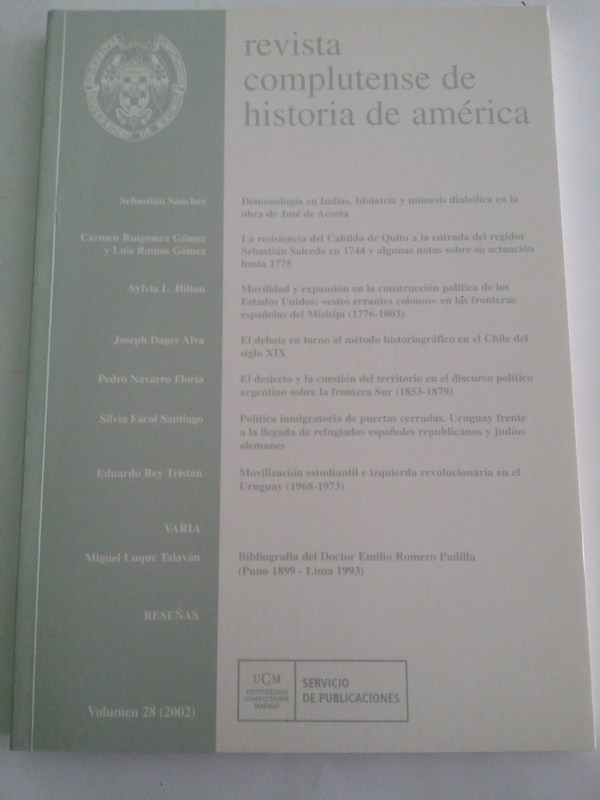 revista
complutense de
historia de américa
Sebastián Sánchez
Demonología en Indias. Idolatría y mímesis diabólica en la
obra de José de Acosta
Carmen Ruigómez Gómez
y Luis Ramos Gómez
La resistencia del Cabildo de Quito a la entrada del regidor
Sebastián Salcedo en 1744 y algunas notas sobre su actuación
hasta 1775
Sylvia L. Hilton
Movilidad y expansión en la construcción política de los
Estados Unidos: «estos errantes colonos» en las fronteras
españolas del Misisipí (1776-1803)
Joseph Dager Alva
El debate en torno al método historiográfico en el Chile del
siglo XIX
Pedro Navarro Floria
El desierto y la cuestión del territorio en el discurso político
argentino sobre la frontera Sur (1853-1879)
Silvia Facal Santiago
Política inmigratoria de puertas cerradas. Uruguay frente
a la llegada de refugiados españoles republicanos y judíos
alemanes
Eduardo Rey Tristán
Movilización estudiantil e izquierda revolucionaria en el
Uruguay (1968-1973)
VARIA
Miguel Luque Talaván
Bibliografía del Doctor Emilio Romero Padilla
(Puno 1899 - Lima 1993)
RESEÑAS
Volumen 28 (2002)
UCM
UNIVERSIDAD
COMPLUTENSE
MADRID
SERVICIO
DE PUBLICACIONES